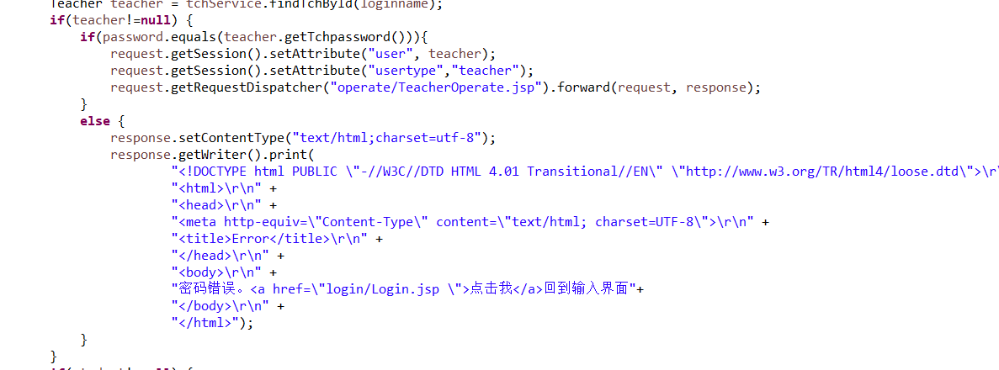 Teacher teacher = tchService.findTchById(loginname);
if(teacher!=null) {
if(password.equals(teacher.getTchpassword())){
request.getSession().setAttribute("user", teacher);
request.getSession().setAttribute("usertype","teacher");
request.getRequestDispatcher("operate/TeacherOperate.jsp").forward(request, response);
}
else {
response.setContentType("text/html;charset=utf-8");
response.getWriter().print(
"<!DOCTYPE html PUBLIC \"-//W3C//DTD HTML 4.01 Transitional//EN\" \"http://www.w3.org/TR/html4/loose.dtd\">\r\
"<html>\r\n" +
"<head>\r\n" +
"<meta http-equiv=\"Content-Type\" content=\"text/html; charset=UTF-8\">\r\n" +
"<title>Error</title>\r\n" +
"</head>\r\n" +
"<body>\r\n" +
"密码错误。<a href=\"login/Login.jsp \">点击我</a>回到输入界面"+
"</body>\r\n" +
"</html>");
}
}